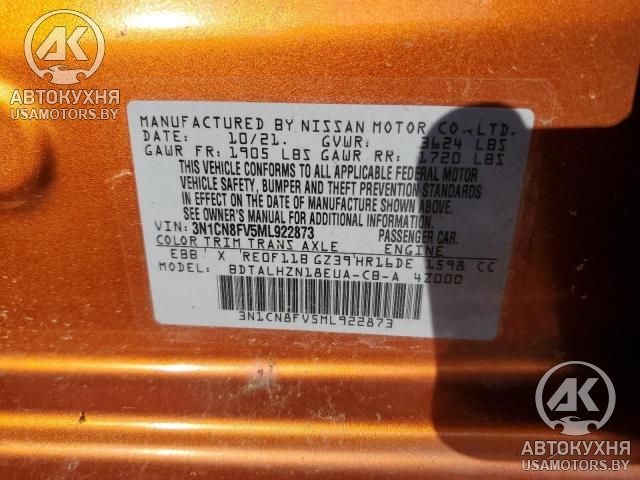 AK
АВТОКУХНЯ
USAMOTORS.BY
MANUFACTURED BY NISSAN MOTOR CO.,LTD.
DATE: 10/21. GVWR: 3624 LBS
GAWR FR: 1905 LBS GAWR RR: 1720 LBS
THIS VEHICLE CONFORMS TO ALL APPLICABLE FEDERAL MOTOR
VEHICLE SAFETY, BUMPER AND THEFT PREVENTION STANDARDS
IN EFFECT ON THE DATE OF MANUFACTURE SHOWN ABOVE.
SEE OWNER'S MANUAL FOR ADDITIONAL INFORMATION
VIN: 3N1CN8FV5ML922873 PASSENGER CAR.
COLOR TRIM TRANS AXLE ENGINE
EBB X RE0F11B GZ39 HR16DE 1598 CC
MODEL: BDTALHZN18EUA-CB-A 4Z000
3N1CN8FV5ML922873
AK
АВТОКУХНЯ
USAMOTORS.BY